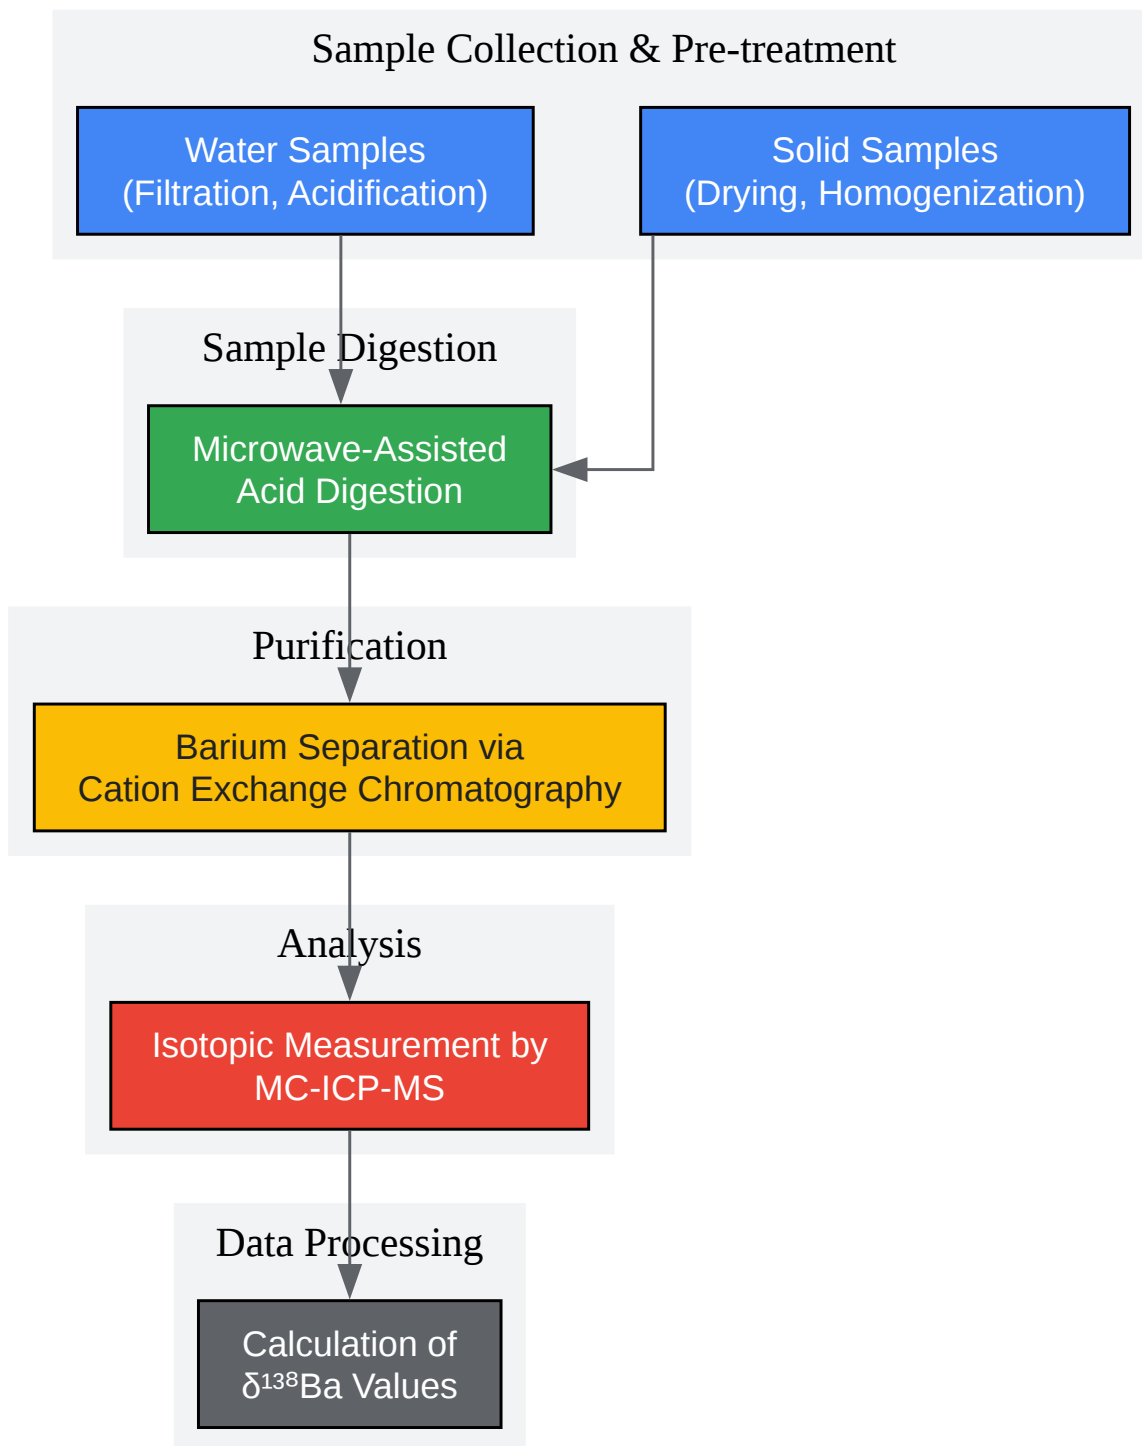 Sample Collection & Pre-treatment
Water Samples
(Filtration, Acidification)
Solid Samples
(Drying, Homogenization)
Sample Digestion
Microwave-Assisted
Acid Digestion
Purification
Barium Separation via
Cation Exchange Chromatography
Analysis
Isotopic Measurement by
MC-ICP-MS
Data Processing
Calculation of
δ¹³⁸Ba Values